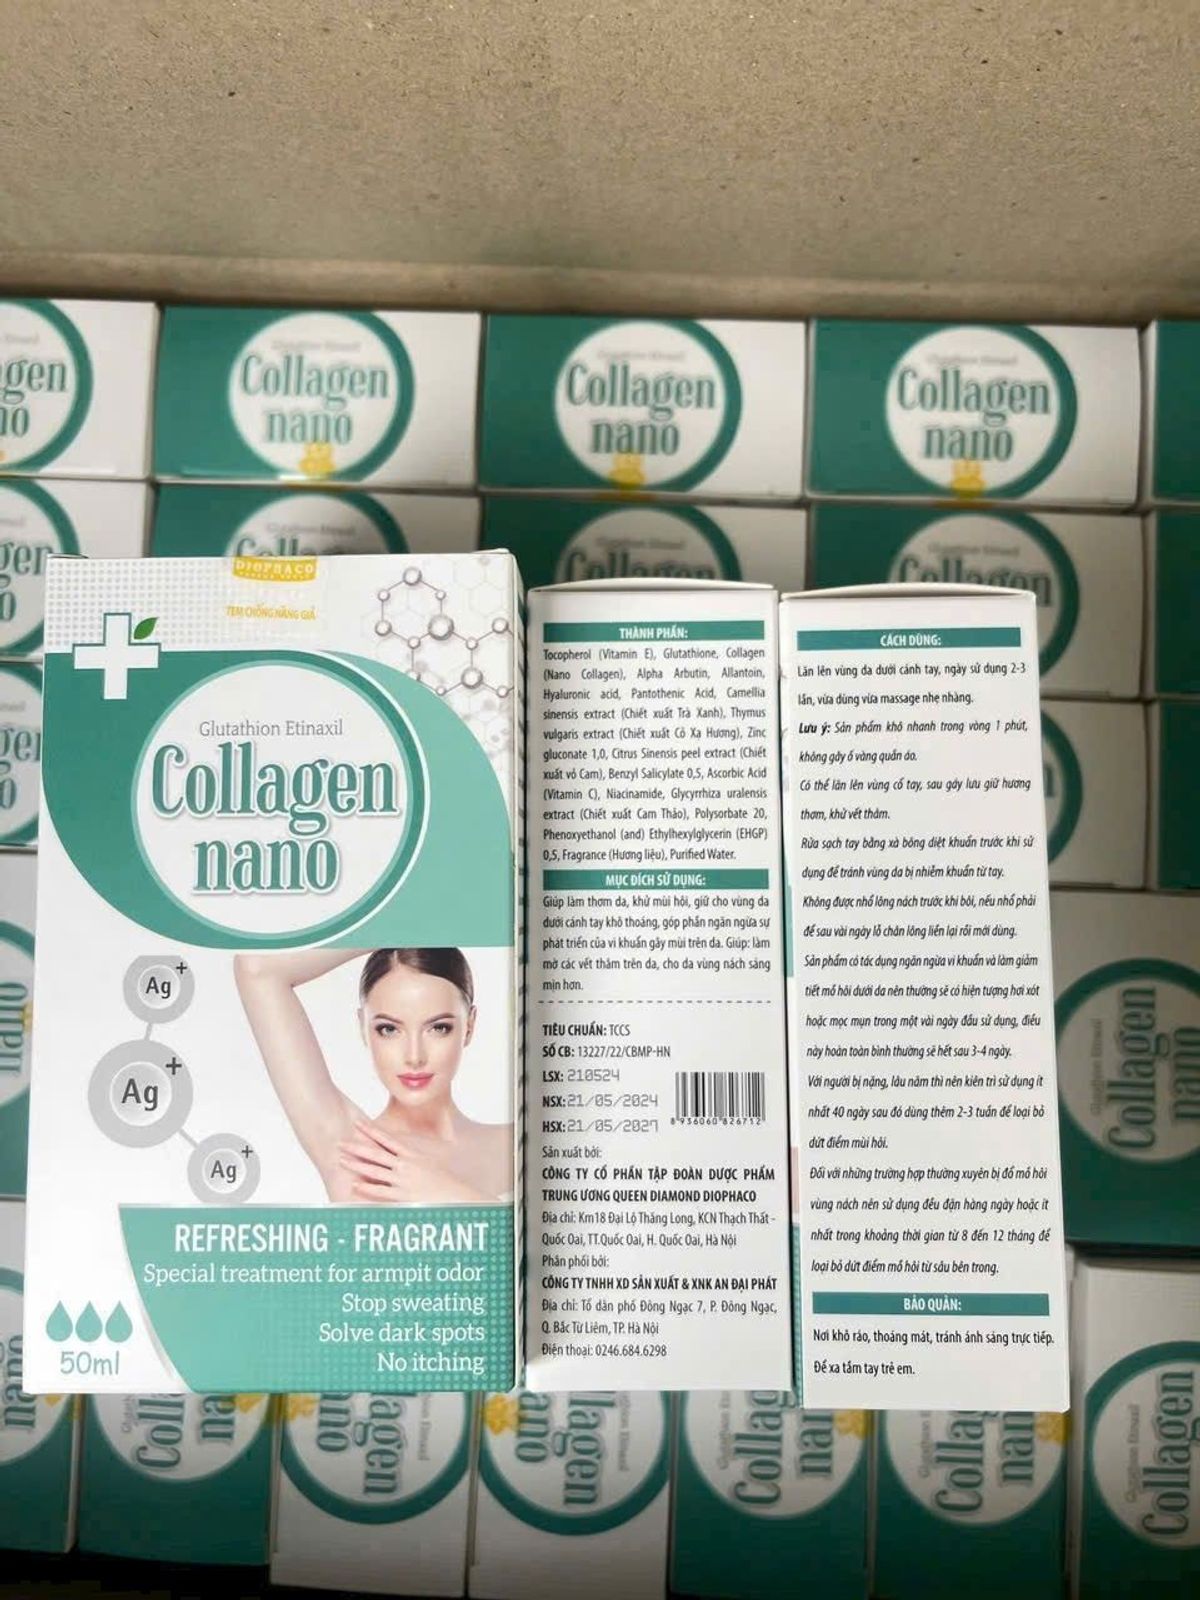 Collagen
nano
Collagen
nano
Collagen
nano
DIOPHACO
TEM CHỐNG HÀNG GIẢ
Glutathion Etinaxil
Collagen
nano
Ag+
Ag+
Ag+
REFRESHING - FRAGRANT
Special treatment for armpit odor
Stop sweating
Solve dark spots
No itching
50ml
THÀNH PHẦN:
Tocopherol (Vitamin E), Glutathione, Collagen
(Nano Collagen), Alpha Arbutin, Allantoin,
Hyaluronic acid, Pantothenic Acid, Camellia
sinensis extract (Chiết xuất Trà Xanh), Thymus
vulgaris extract (Chiết xuất Cỏ Xạ Hương), Zinc
gluconate 1,0, Citrus Sinensis peel extract (Chiết
xuất vỏ Cam), Benzyl Salicylate 0,5, Ascorbic Acid
(Vitamin C), Niacinamide, Glycyrrhiza uralensis
extract (Chiết xuất Cam Thảo), Polysorbate 20,
Phenoxyethanol (and) Ethylhexylglycerin (EHGP)
0,5, Fragrance (Hương liệu), Purified Water.
MỤC ĐÍCH SỬ DỤNG:
Giúp làm thơm da, khử mùi hôi, giữ cho vùng da
dưới cánh tay khô thoáng, góp phần ngăn ngừa sự
phát triển của vi khuẩn gây mùi trên da. Giúp: làm
mờ các vết thâm trên da, cho da vùng nách sáng
mịn hơn.
TIÊU CHUẨN: TCCS
SỐ CB: 13227/22/CBMP-HN
LSX: 210524
NSX: 21/05/2024
HSX: 21/05/2027
8 936060 826712
Sản xuất bởi:
CÔNG TY CỔ PHẦN TẬP ĐOÀN DƯỢC PHẨM
TRUNG ƯƠNG QUEEN DIAMOND DIOPHACO
Địa chỉ: Km18 Đại Lộ Thăng Long, KCN Thạch Thất -
Quốc Oai, TT.Quốc Oai, H. Quốc Oai, Hà Nội
Phân phối bởi:
CÔNG TY TNHH XD SẢN XUẤT & XNK AN ĐẠI PHÁT
Địa chỉ: Tổ dân phố Đông Ngạc 7, P. Đông Ngạc,
Q. Bắc Từ Liêm, TP. Hà Nội
Điện thoại: 0246.684.6298
CÁCH DÙNG:
Lăn lên vùng da dưới cánh tay, ngày sử dụng 2-3
lần, vừa dùng vừa massage nhẹ nhàng.
Lưu ý: Sản phẩm khô nhanh trong vòng 1 phút,
không gây ố vàng quần áo.
Có thể lăn lên vùng cổ tay, sau gáy lưu giữ hương
thơm, khử vết thâm.
Rửa sạch tay bằng xà bông diệt khuẩn trước khi sử
dụng để tránh vùng da bị nhiễm khuẩn từ tay.
Không được nhổ lông nách trước khi bôi, nếu nhổ phải
để sau vài ngày lỗ chân lông liền lại rồi mới dùng.
Sản phẩm có tác dụng ngăn ngừa vi khuẩn và làm giảm
tiết mồ hôi dưới da nên thường sẽ có hiện tượng hơi xót
hoặc mọc mụn trong một vài ngày đầu sử dụng, điều
này hoàn toàn bình thường sẽ hết sau 3-4 ngày.
Với người bị nặng, lâu năm thì nên kiên trì sử dụng ít
nhất 40 ngày sau đó dùng thêm 2-3 tuần để loại bỏ
dứt điểm mùi hôi.
Đối với những trường hợp thường xuyên bị đổ mồ hôi
vùng nách nên sử dụng đều đặn hàng ngày hoặc ít
nhất trong khoảng thời gian từ 8 đến 12 tháng để
loại bỏ dứt điểm mồ hôi từ sâu bên trong.
BẢO QUẢN:
Nơi khô ráo, thoáng mát, tránh ánh sáng trực tiếp.
Để xa tầm tay trẻ em.